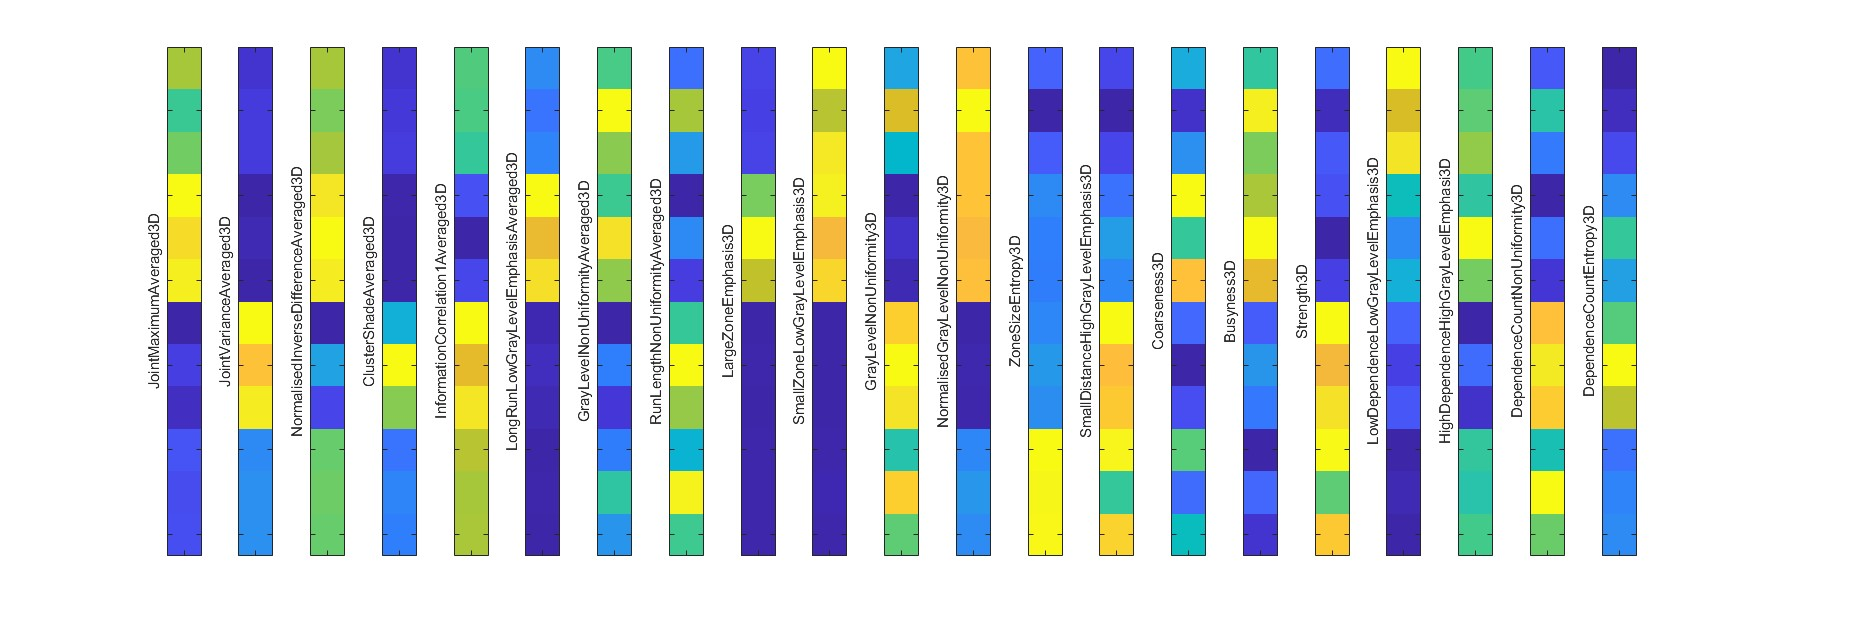 JointMaximumAveraged3D
JointVarianceAveraged3D
NormalisedInverseDifferenceAveraged3D
ClusterShadeAveraged3D
InformationCorrelation1Averaged3D
LongRunLowGrayLevelEmphasisAveraged3D
GrayLevelNonUniformityAveraged3D
RunLengthNonUniformityAveraged3D
LargeZoneEmphasis3D
SmallZoneLowGrayLevelEmphasis3D
GrayLevelNonUniformity3D
NormalisedGrayLevelNonUniformity3D
ZoneSizeEntropy3D
SmallDistanceHighGrayLevelEmphasis3D
Coarseness3D
Busyness3D
Strength3D
LowDependenceLowGrayLevelEmphasis3D
HighDependenceHighGrayLevelEmphasi3D
DependenceCountNonUniformity3D
DependenceCountEntropy3D